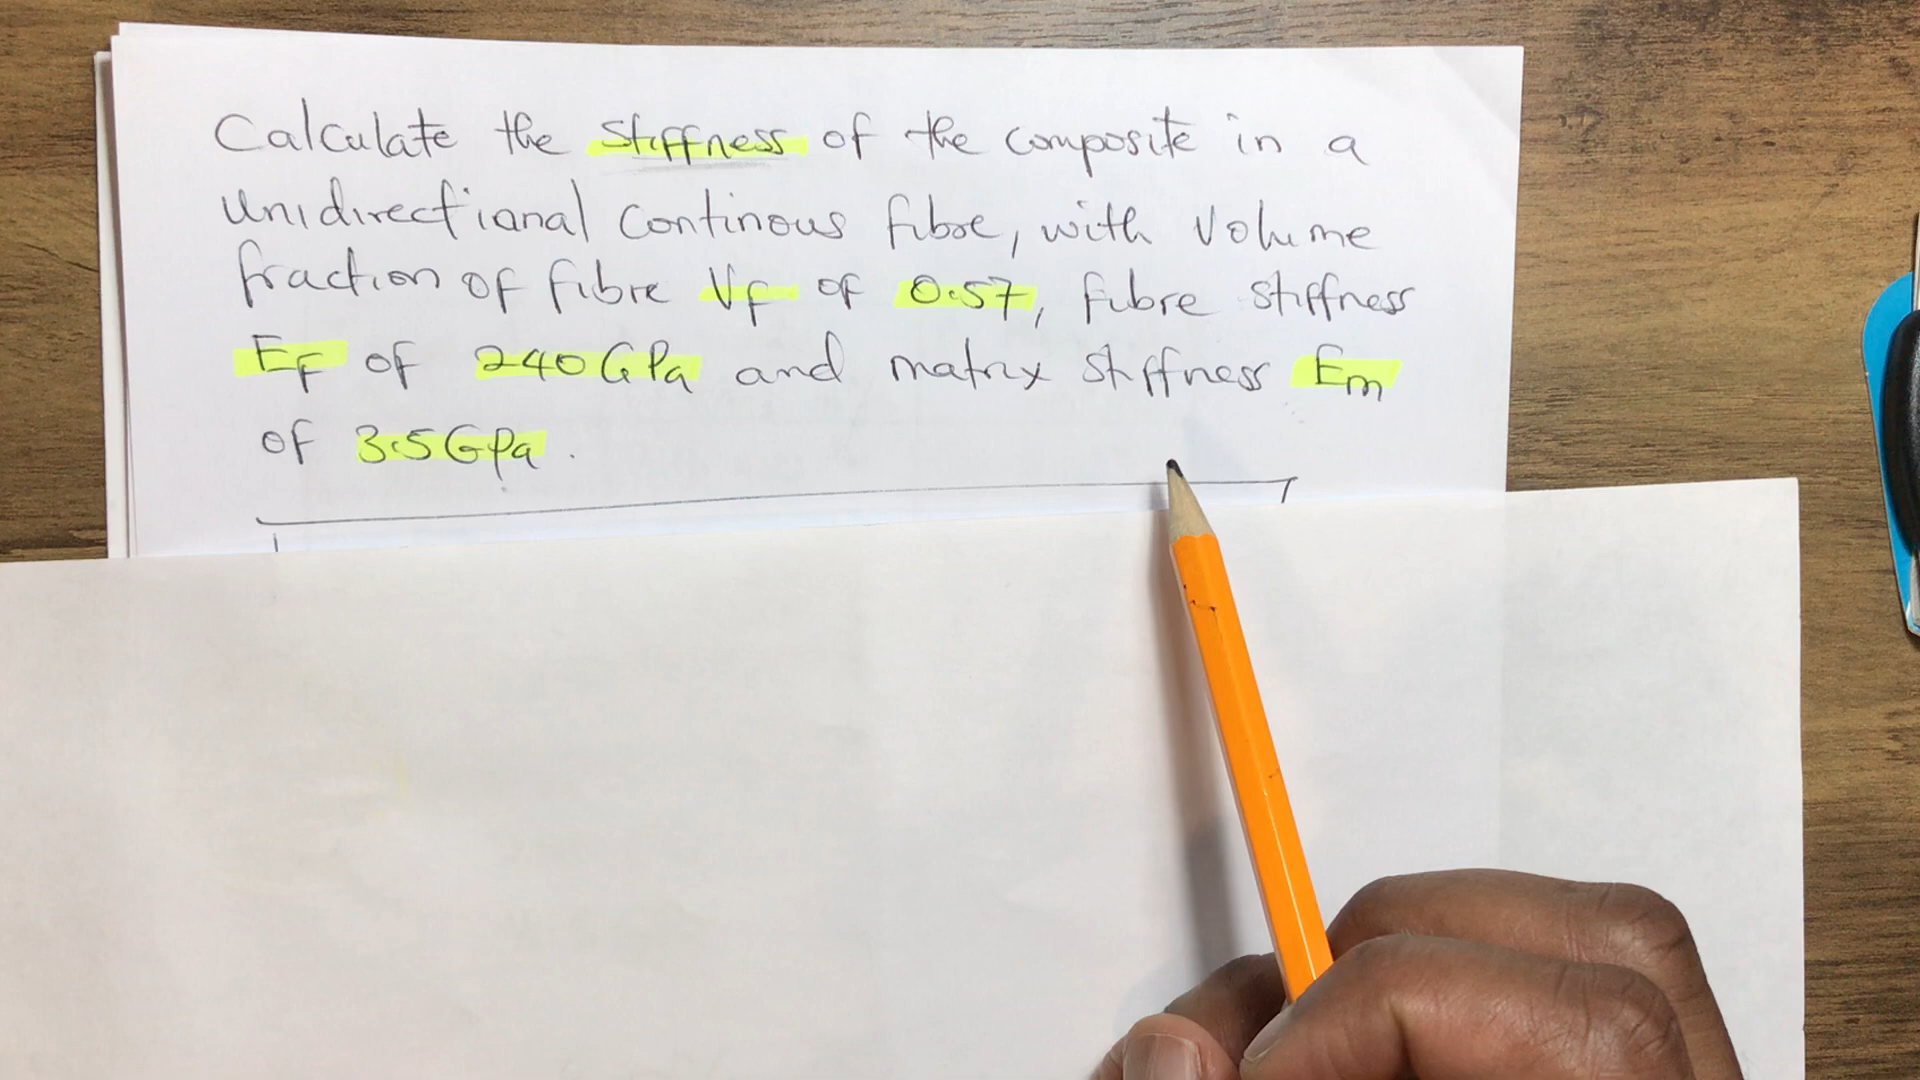 Calculate the stiffness of the composite in a
Unidirectional Continous fibre, with Volume
fraction of fibre Vf of 0.57, fibre stiffness
Ef of 240GPa and matrix stiffness Em
of 3.5GPa.